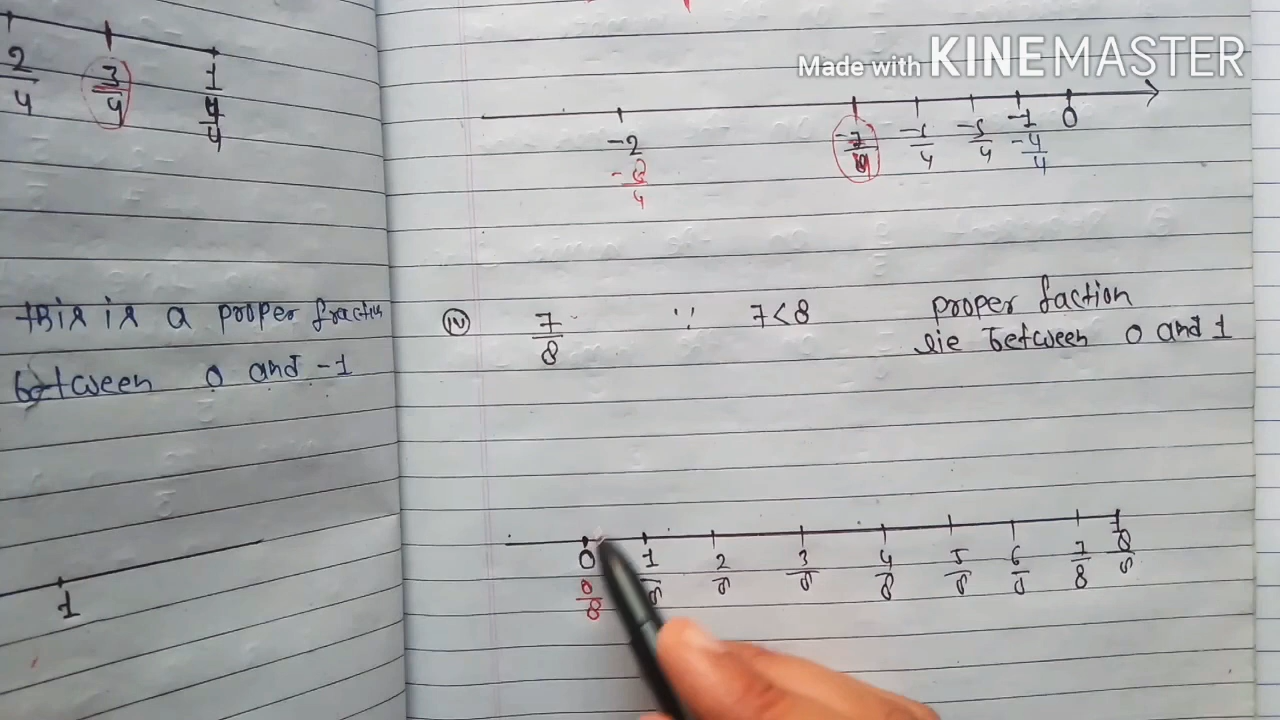 Made with KINEMASTER
2/4 3/4 1
4/4
-2 -7/4 -5/4 -1 0
-8/4 -4/4
this is a proper fraction
between 0 and -1
1
(iv) 7/8 ∵ 7<8 proper faction
lie between 0 and 1
0 1/8 2/8 3/8 4/8 5/8 6/8 7/8 1
0/8 8/8